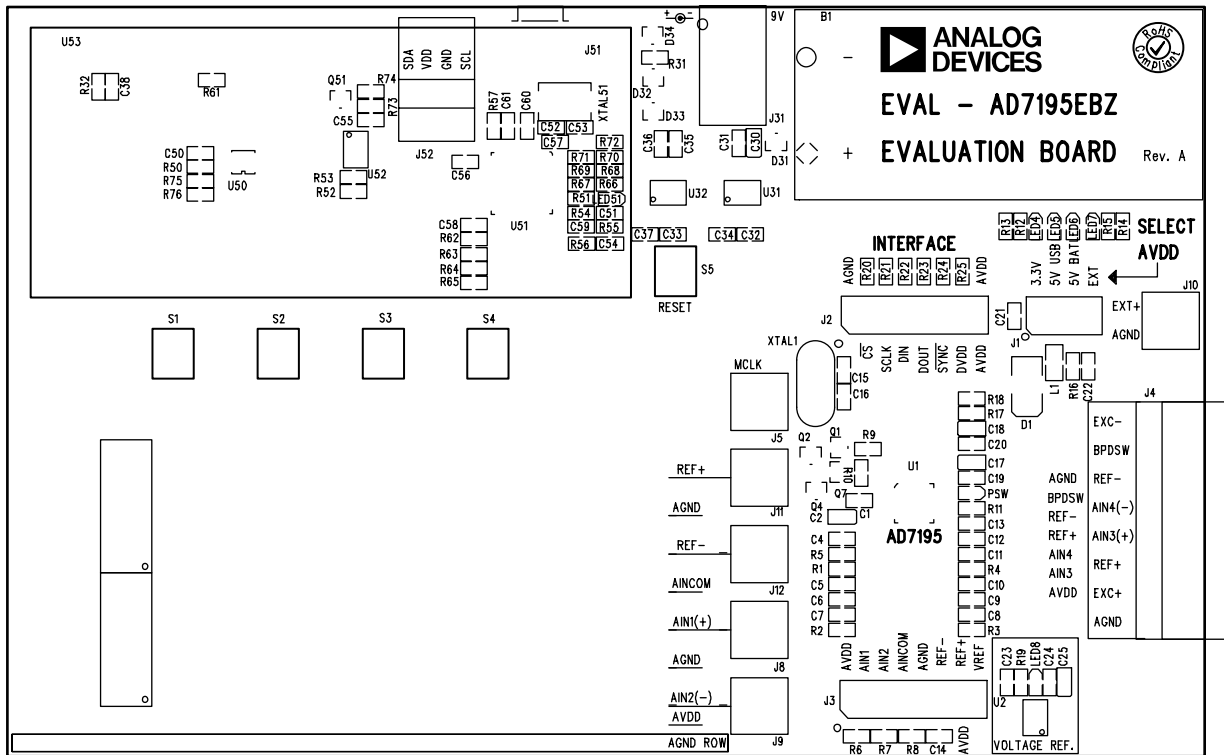 U53
R32
C38
R61
Q51
C55
R74
R73
SDA
VDD
GND
SCL
J52
J51
R57
C61
C60
XTAL51
C52
C53
C57
R72
R71
R70
R69
R68
R67
R66
R51
LED51
R54
C51
C59
R55
R56
C54
C50
R50
R75
R76
U50
R53
R52
U52
C56
U51
C58
R62
R63
R64
R65
+
-
9V
D34
R31
D32
D33
C36
C35
C31
C30
J31
D31
U32
U31
C37
C33
C34
C32
S5
RESET
B1
-
+
ANALOG
DEVICES
RoHS
Compliant
EVAL - AD7195EBZ
EVALUATION BOARD Rev. A
R13
R12
LED4
LED5
LED6
LED7
R15
R14
3.3V
5V USB
5V BAT
EXT
SELECT
AVDD
J10
EXT+
AGND
INTERFACE
AGND
R20
R21
R22
R23
R24
R25
AVDD
J2
CS
SCLK
DIN
DOUT
SYNC
DVDD
AVDD
C21
J1
D1
L1
R16
C22
S1
S2
S3
S4
XTAL1
C15
C16
MCLK
J5
Q2
Q1
R9
R10
Q7
Q4
C1
C2
U1
AD7195
R18
R17
C18
C20
C17
C19
PSW
R11
C13
C12
C11
R4
C10
C9
C8
R3
C4
R5
R1
C5
C6
C7
R2
REF+
AGND
J11
REF-
AINCOM
J12
AIN1(+)
AGND
J8
AIN2(-)
AVDD
J9
AGND ROW
J4
EXC-
BPDSW
REF-
AIN4(-)
AIN3(+)
REF+
EXC+
AGND
AGND
BPDSW
REF-
REF+
AIN4
AIN3
AVDD
AVDD
AIN1
AIN2
AINCOM
AGND
REF-
REF+
VREF
J3
R6
R7
R8
C14
AVDD
C23
R19
LED8
C24
C25
U2
VOLTAGE REF.